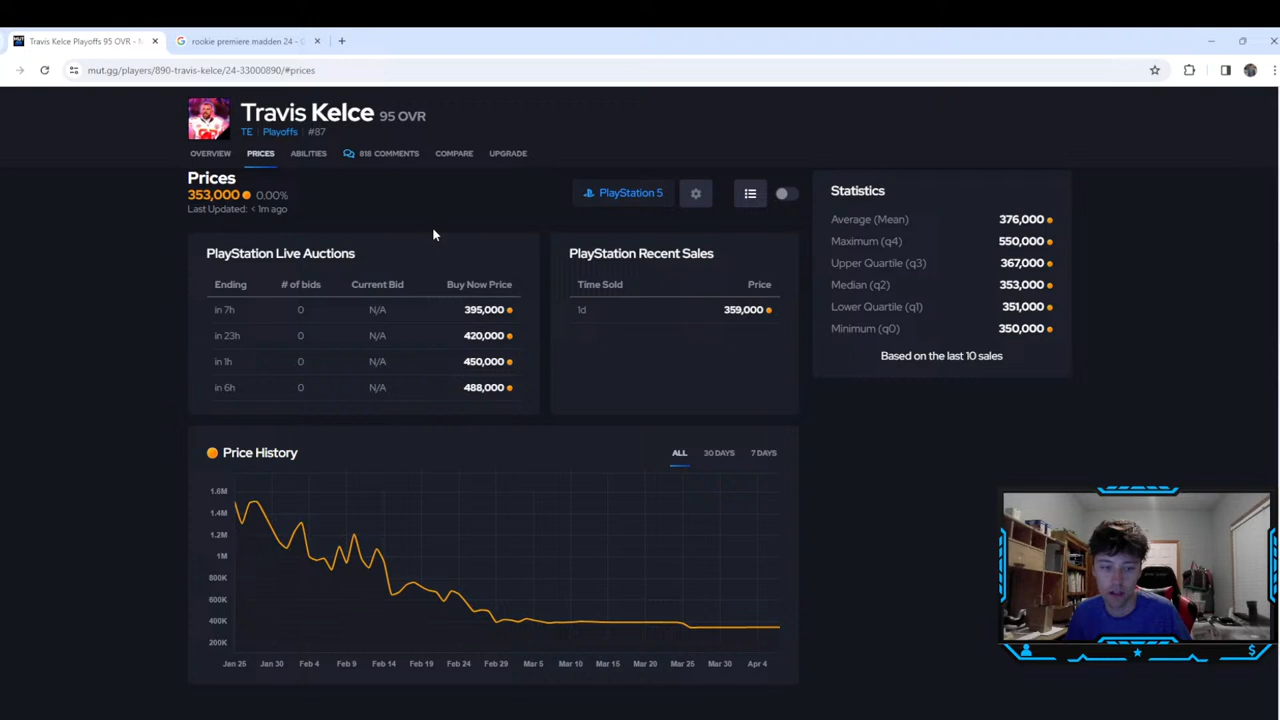 Travis Kelce Playoffs 95 OVR - M
rookie premiere madden 24 - G
mut.gg/players/890-travis-kelce/24-33000890/#prices
Travis Kelce 95 OVR
TE | Playoffs | #87
OVERVIEW PRICES ABILITIES 818 COMMENTS COMPARE UPGRADE
Prices
353,000 0.00%
Last Updated: < 1m ago
PlayStation 5
PlayStation Live Auctions
Ending # of bids Current Bid Buy Now Price
in 7h 0 N/A 395,000
in 23h 0 N/A 420,000
in 1h 0 N/A 450,000
in 6h 0 N/A 488,000
PlayStation Recent Sales
Time Sold Price
1d 359,000
Statistics
Average (Mean) 376,000
Maximum (q4) 550,000
Upper Quartile (q3) 367,000
Median (q2) 353,000
Lower Quartile (q1) 351,000
Minimum (q0) 350,000
Based on the last 10 sales
Price History
ALL 30 DAYS 7 DAYS
1.6M
1.4M
1.2M
1M
800K
600K
400K
200K
Jan 25 Jan 30 Feb 4 Feb 9 Feb 14 Feb 19 Feb 24 Feb 29 Mar 5 Mar 10 Mar 15 Mar 20 Mar 25 Mar 30 Apr 4